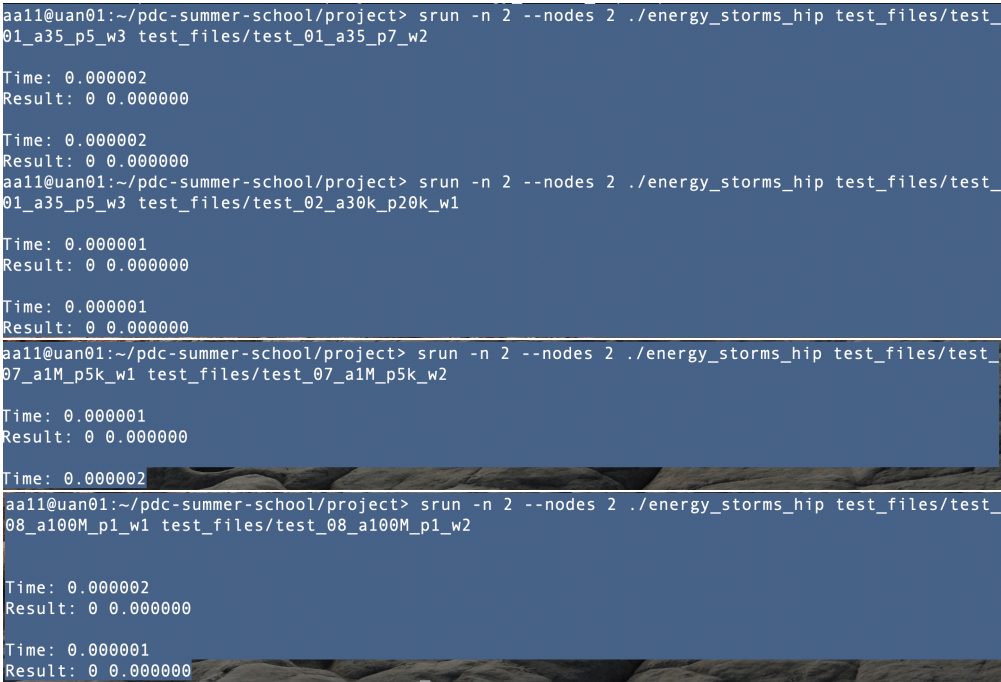 aa11@uan01:~/pdc-summer-school/project> srun -n 2 --nodes 2 ./energy_storms_hip test_files/test_
01_a35_p5_w3 test_files/test_01_a35_p7_w2
Time: 0.000002
Result: 0 0.000000
Time: 0.000002
Result: 0 0.000000
aa11@uan01:~/pdc-summer-school/project> srun -n 2 --nodes 2 ./energy_storms_hip test_files/test_
01_a35_p5_w3 test_files/test_02_a30k_p20k_w1
Time: 0.000001
Result: 0 0.000000
Time: 0.000001
Result: 0 0.000000
aa11@uan01:~/pdc-summer-school/project> srun -n 2 --nodes 2 ./energy_storms_hip test_files/test_
07_a1M_p5k_w1 test_files/test_07_a1M_p5k_w2
Time: 0.000001
Result: 0 0.000000
Time: 0.000002
aa11@uan01:~/pdc-summer-school/project> srun -n 2 --nodes 2 ./energy_storms_hip test_files/test_
08_a100M_p1_w1 test_files/test_08_a100M_p1_w2
Time: 0.000002
Result: 0 0.000000
Time: 0.000001
Result: 0 0.000000